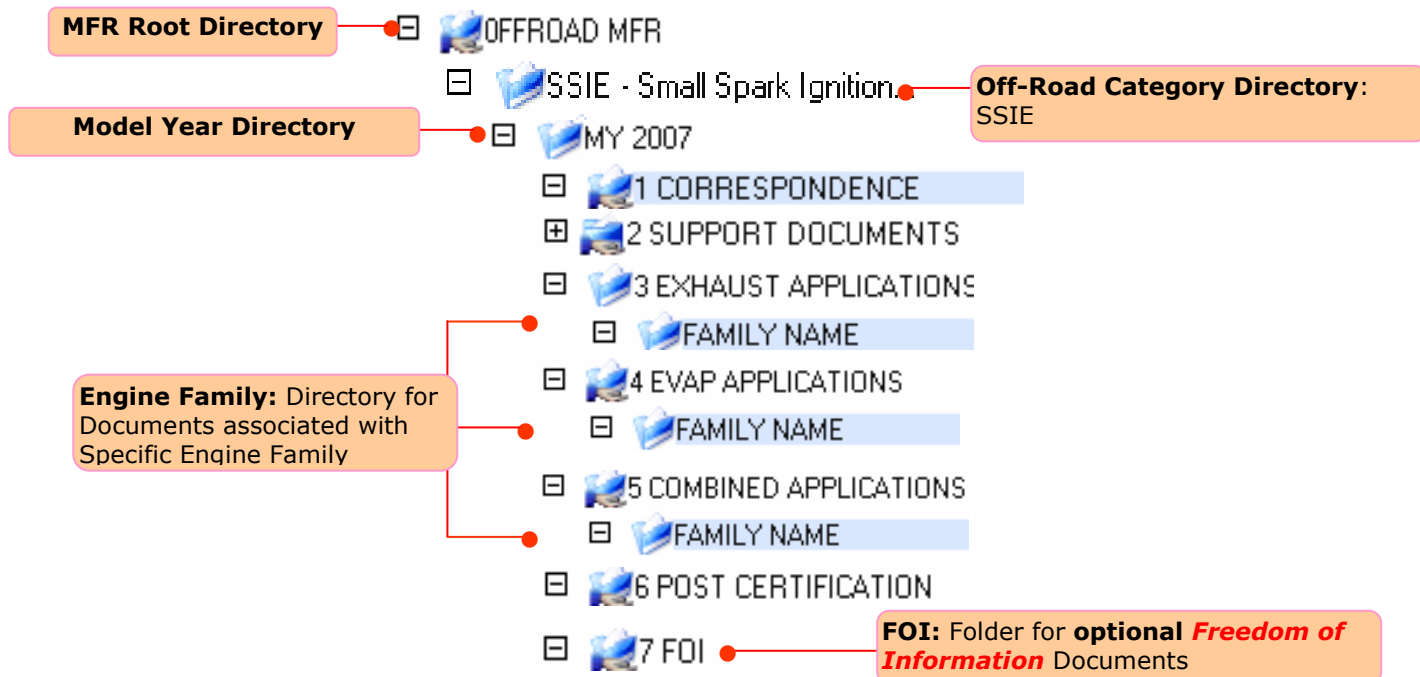 MFR Root Directory
OFFROAD MFR
SSIE - Small Spark Ignition...
Off-Road Category Directory:
SSIE
Model Year Directory
MY 2007
1 CORRESPONDENCE
2 SUPPORT DOCUMENTS
3 EXHAUST APPLICATIONS
FAMILY NAME
Engine Family: Directory for
Documents associated with
Specific Engine Family
4 EVAP APPLICATIONS
FAMILY NAME
5 COMBINED APPLICATIONS
FAMILY NAME
6 POST CERTIFICATION
7 FOI
FOI: Folder for optional Freedom of
Information Documents